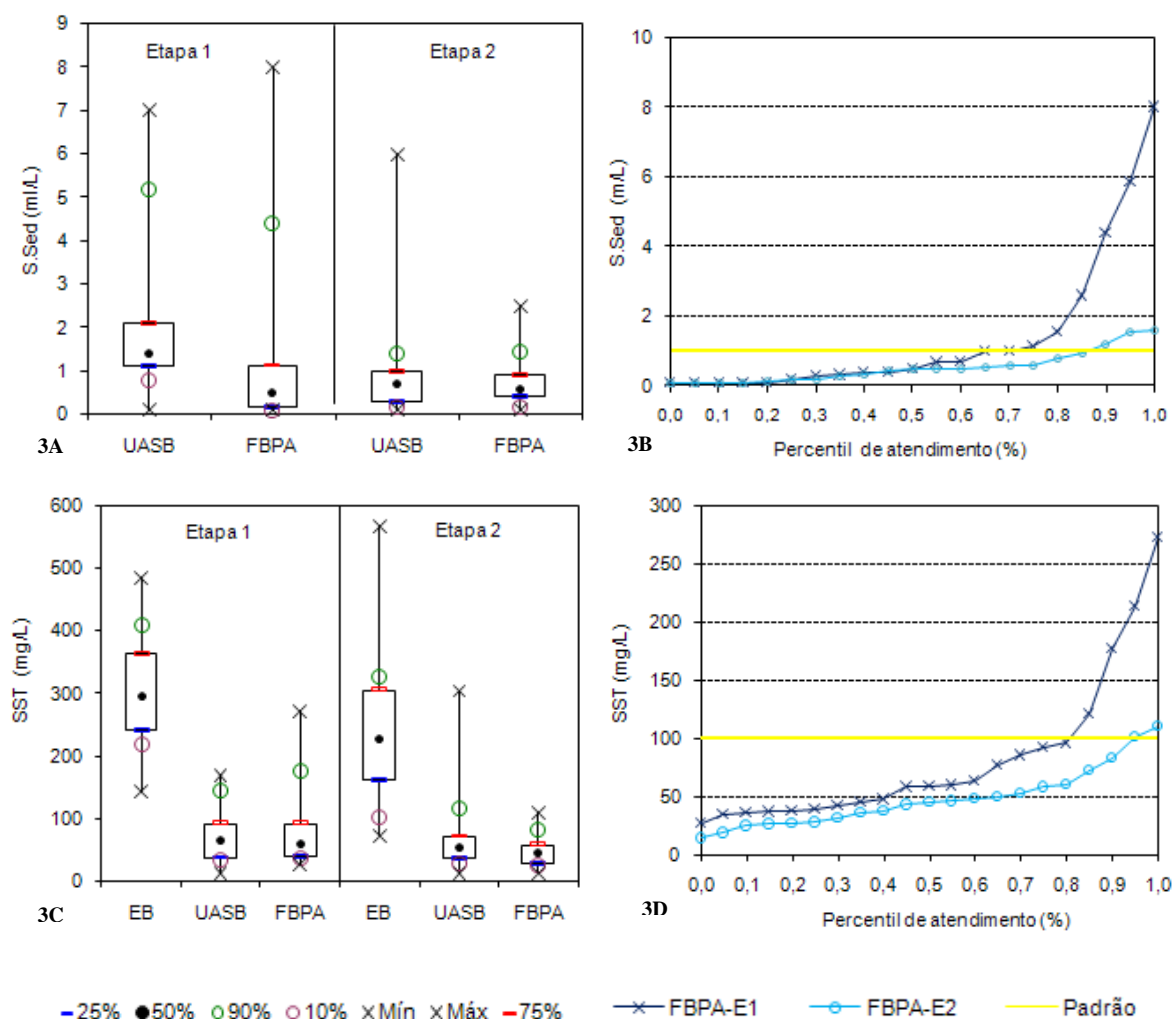 9
8
7
6
5
4
3
2
1
0
S.Sed (ml/L)
Etapa 1
Etapa 2
UASB FBPA UASB FBPA
3A
10
8
6
4
2
0
S.Sed (m/L)
0,0 0,1 0,2 0,3 0,4 0,5 0,6 0,7 0,8 0,9 1,0
Percentil de atendimento (%)
3B
600
500
400
300
200
100
0
SST (mg/L)
Etapa 1
Etapa 2
EB UASB FBPA EB UASB FBPA
3C
300
250
200
150
100
50
0
SST (mg/L)
0,0 0,1 0,2 0,3 0,4 0,5 0,6 0,7 0,8 0,9 1,0
Percentil de atendimento (%)
3D
25% 50% 90% 10% Mín Máx 75%
FBPA-E1 FBPA-E2 Padrão